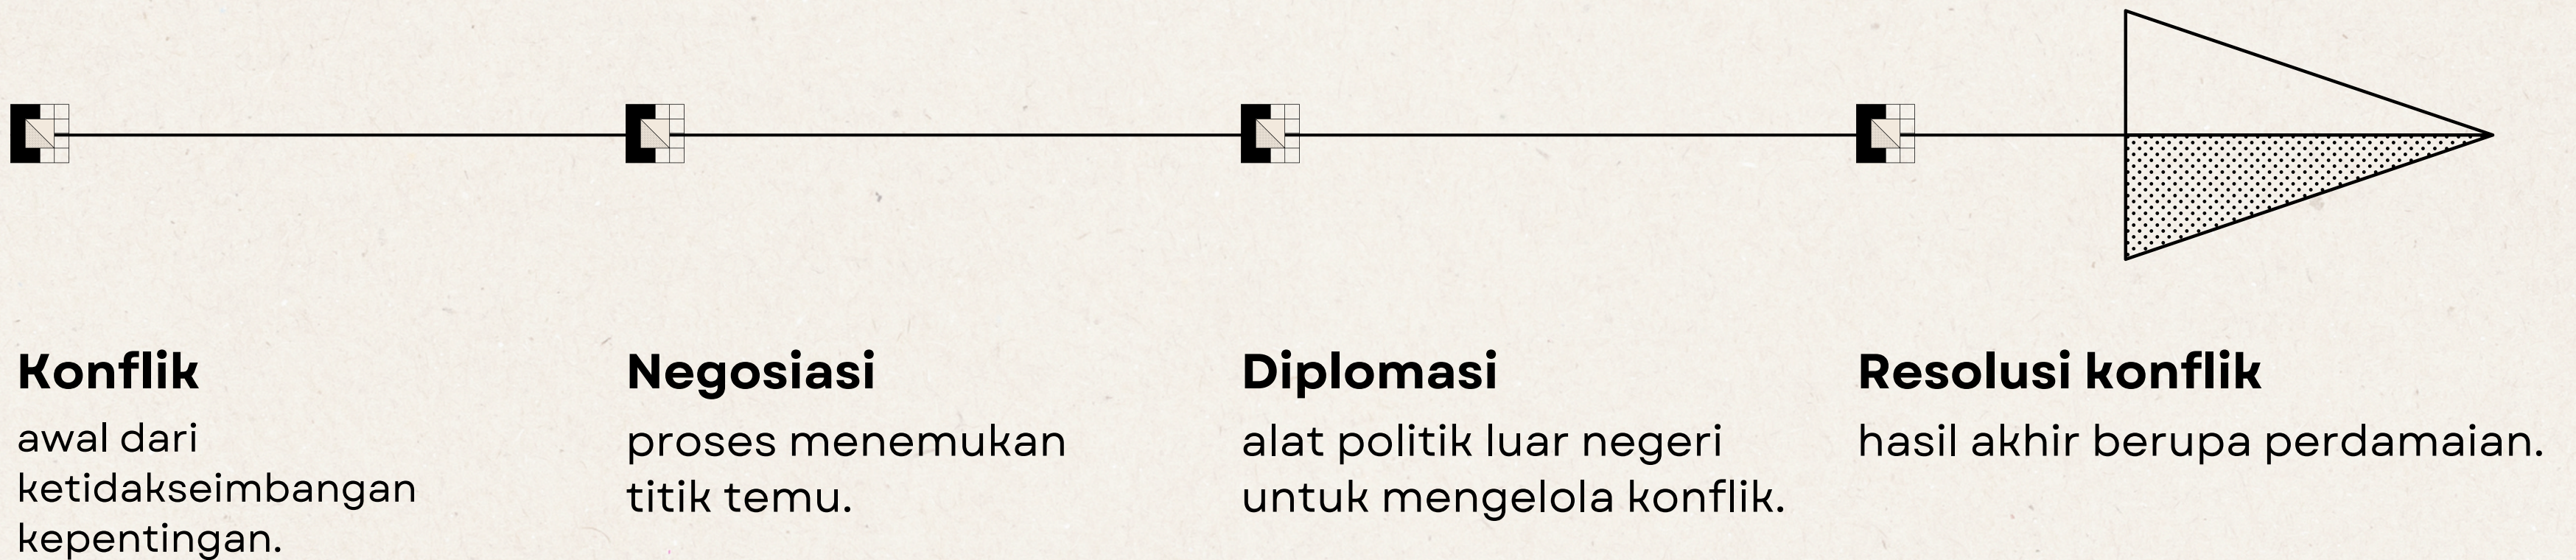 Konflik
awal dari
ketidakseimbangan
kepentingan.
Negosiasi
proses menemukan
titik temu.
Diplomasi
alat politik luar negeri
untuk mengelola konflik.
Resolusi konflik
hasil akhir berupa perdamaian.